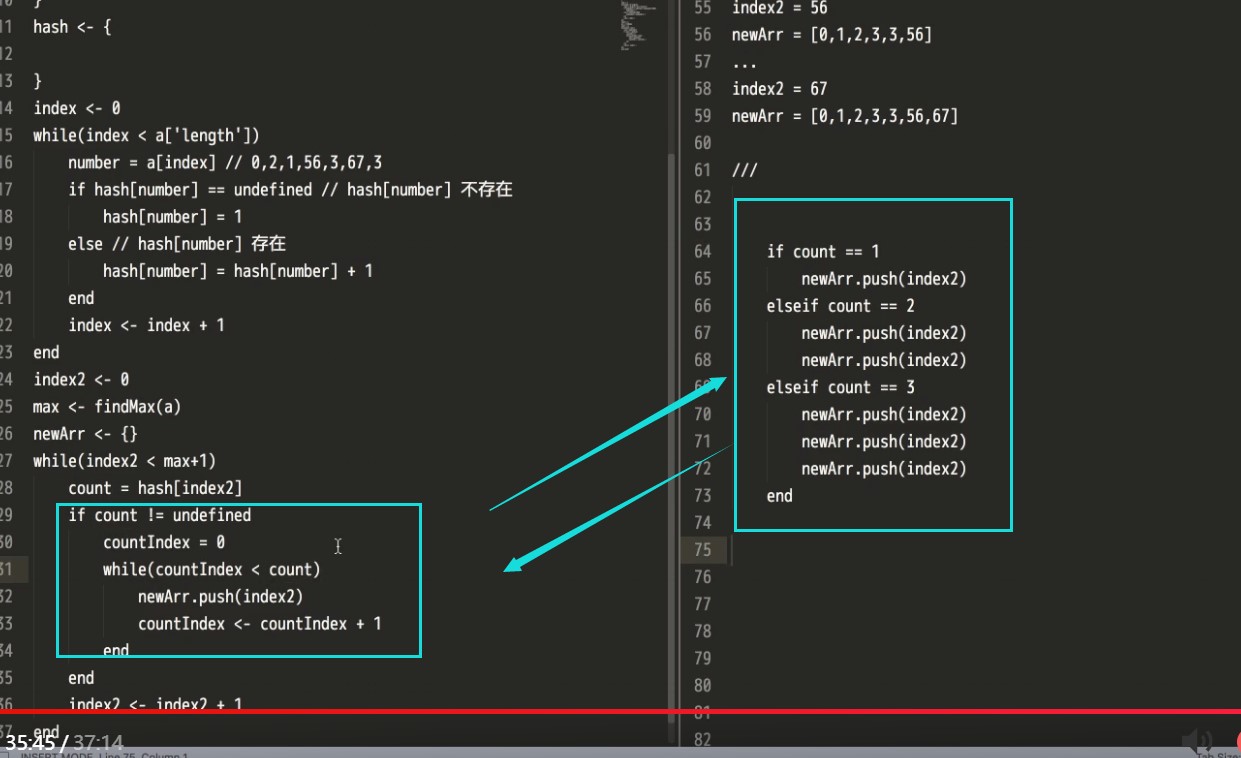 10 }
11 hash <- {
12
13 }
14 index <- 0
15 while(index < a['length'])
16 number = a[index] // 0,2,1,56,3,67,3
17 if hash[number] == undefined // hash[number] 不存在
18 hash[number] = 1
19 else // hash[number] 存在
20 hash[number] = hash[number] + 1
21 end
22 index <- index + 1
23 end
24 index2 <- 0
25 max <- findMax(a)
26 newArr <- {}
27 while(index2 < max+1)
28 count = hash[index2]
29 if count != undefined
30 countIndex = 0
31 while(countIndex < count)
32 newArr.push(index2)
33 countIndex <- countIndex + 1
34 end
35 end
36 index2 <- index2 + 1
37 end
55 index2 = 56
56 newArr = [0,1,2,3,3,56]
57 ...
58 index2 = 67
59 newArr = [0,1,2,3,3,56,67]
60
61 ///
62
63
64 if count == 1
65 newArr.push(index2)
66 elseif count == 2
67 newArr.push(index2)
68 newArr.push(index2)
69 elseif count == 3
70 newArr.push(index2)
71 newArr.push(index2)
72 newArr.push(index2)
73 end
74
75
76
77
78
79
80
81
82
35:45 / 37:14
INSERT MODE, Line 75, Column 1
Tab Size